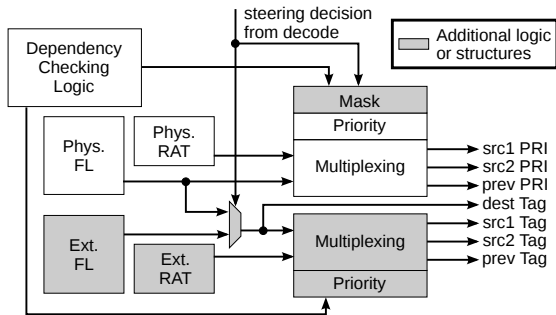 steering decision
from decode
Additional logic
or structures
Dependency
Checking
Logic
Mask
Priority
Multiplexing
Phys.
FL
Phys.
RAT
src1 PRI
src2 PRI
prev PRI
dest Tag
src1 Tag
src2 Tag
prev Tag
Ext.
FL
Ext.
RAT
Multiplexing
Priority